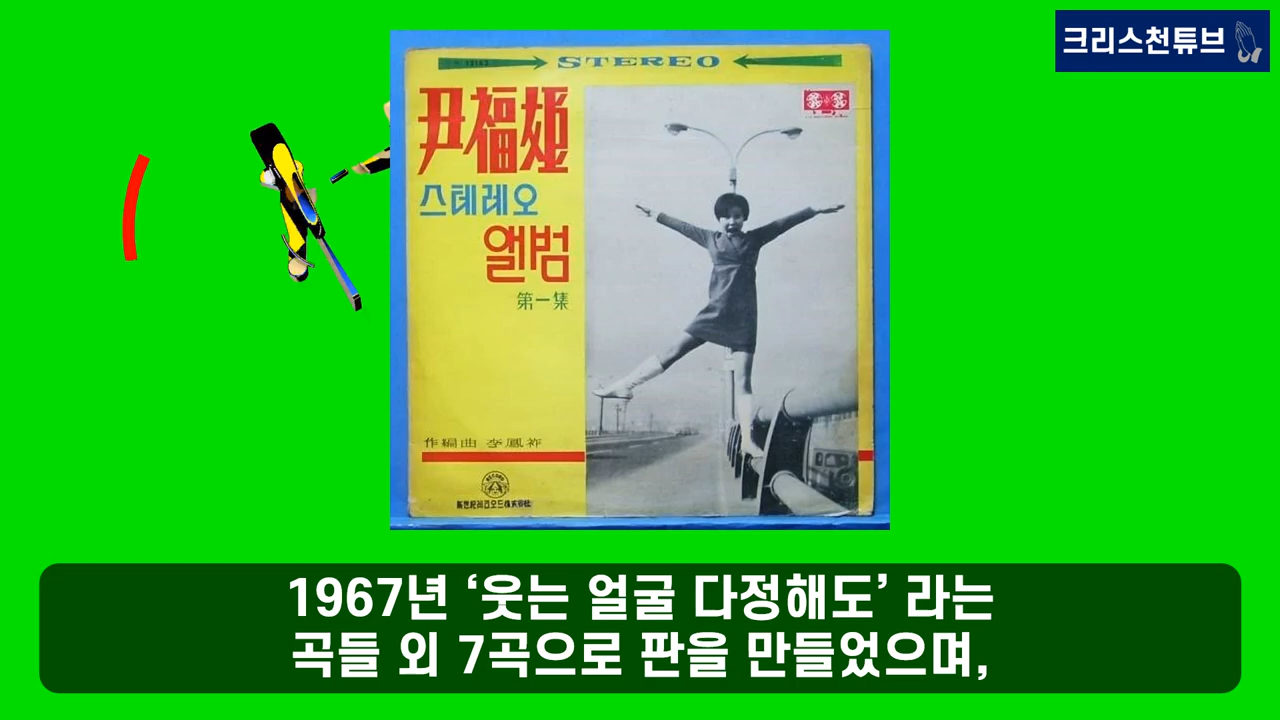 크리스천튜브
STEREO
尹福姬
스테레오
앨범
第一集
作編曲 李鳳祚
1967년 ‘웃는 얼굴 다정해도’ 라는
곡들 외 7곡으로 판을 만들었으며,